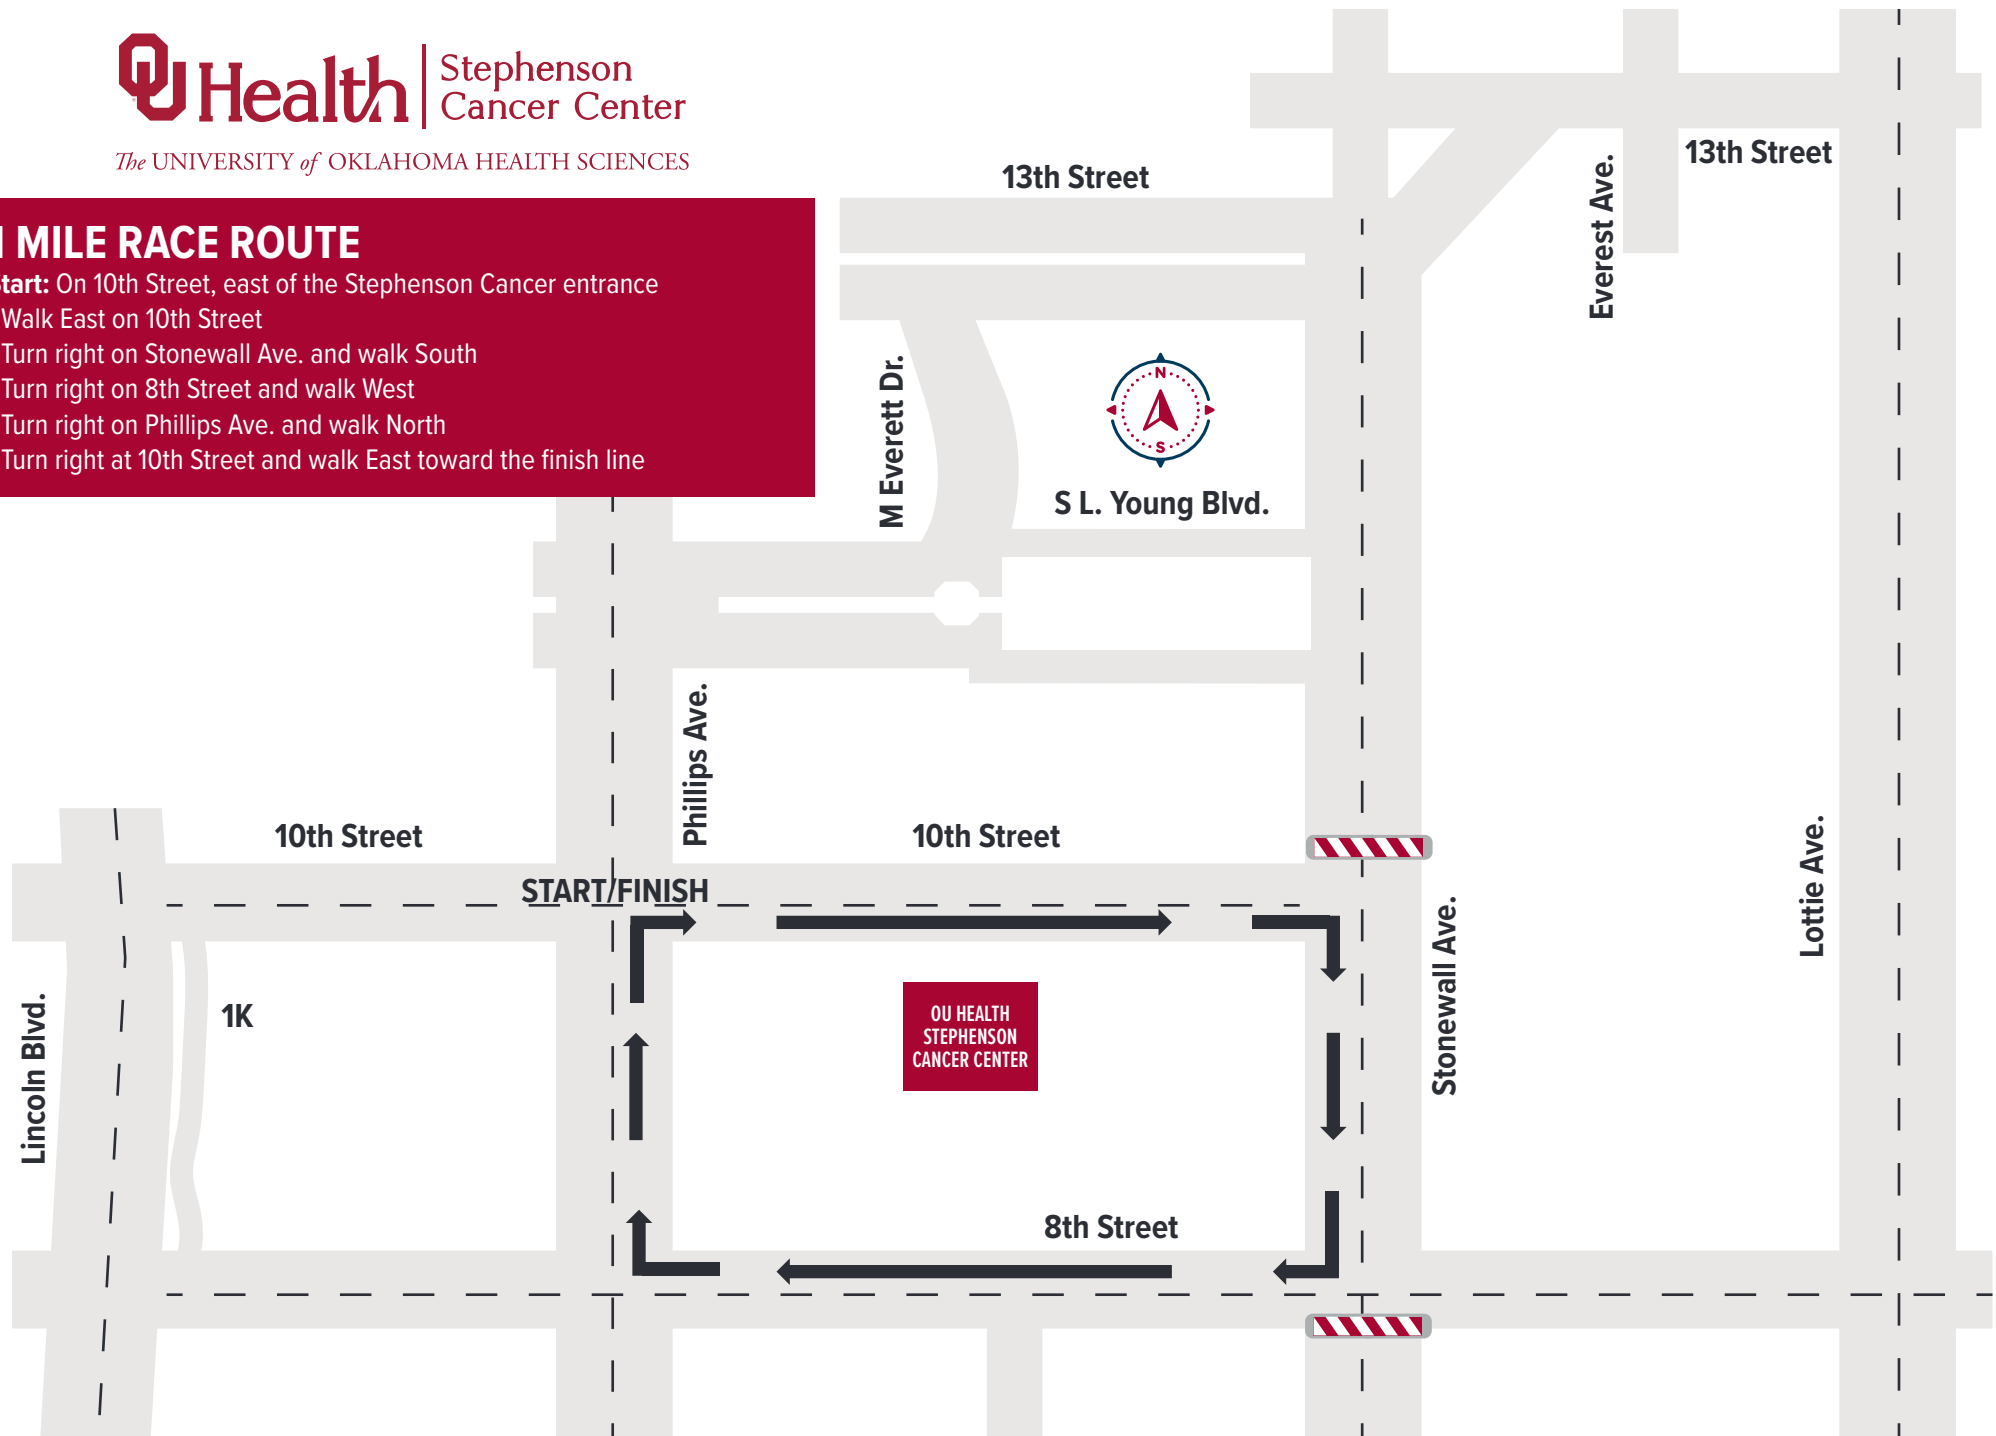 OU Health
Stephenson
Cancer Center
The UNIVERSITY of OKLAHOMA HEALTH SCIENCES
MILE RACE ROUTE
tart: On 10th Street, east of the Stephenson Cancer entrance
Walk East on 10th Street
Turn right on Stonewall Ave. and walk South
Turn right on 8th Street and walk West
Turn right on Phillips Ave. and walk North
Turn right at 10th Street and walk East toward the finish line
13th Street
13th Street
Everest Ave.
M Everett Dr.
N
S
S L. Young Blvd.
Phillips Ave.
10th Street
10th Street
START/FINISH
Lottie Ave.
Stonewall Ave.
Lincoln Blvd.
1K
OU HEALTH
STEPHENSON
CANCER CENTER
8th Street